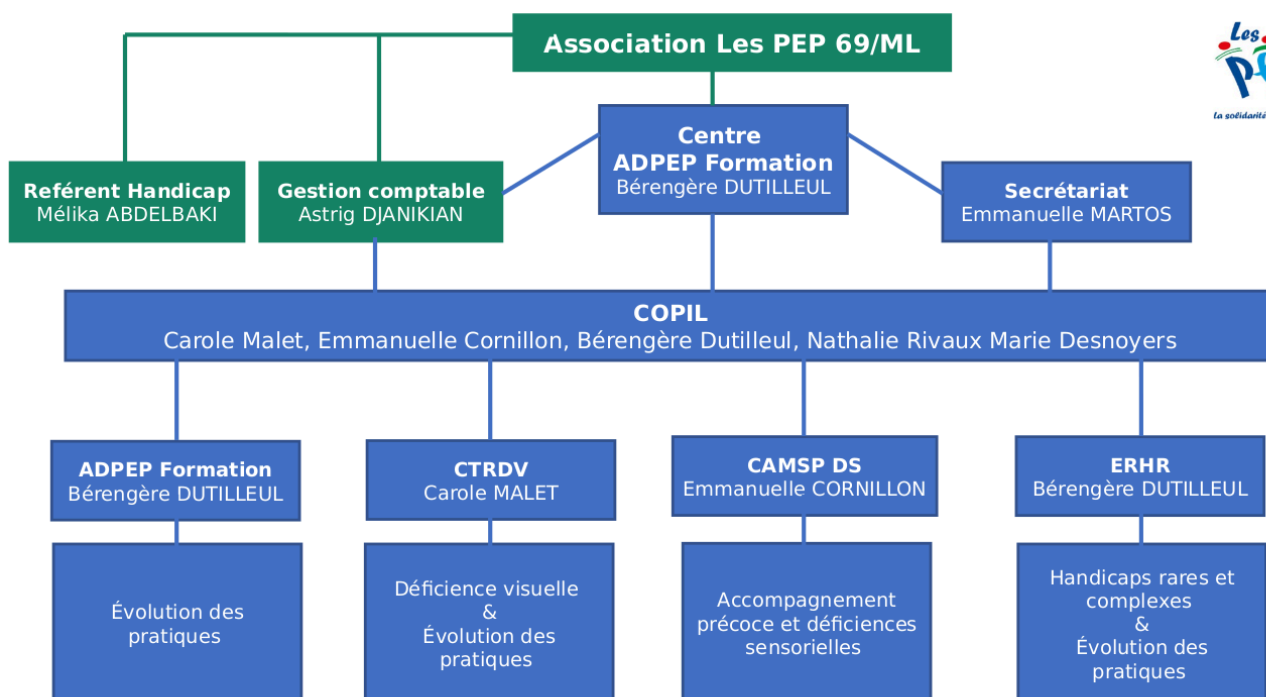 Association Les PEP 69/ML
Les
la solidarité
Centre
ADPEP Formation
Bérengère DUTILLEUL
Reférent Handicap
Mélika ABDELBAKI
Gestion comptable
Astrig DJANIKIAN
Secrétariat
Emmanuelle MARTOS
COPIL
Carole Malet, Emmanuelle Cornillon, Bérengère Dutilleul, Nathalie Rivaux Marie Desnoyers
ADPEP Formation
Bérengère DUTILLEUL
CTRDV
Carole MALET
CAMSP DS
Emmanuelle CORNILLON
ERHR
Bérengère DUTILLEUL
Évolution des
pratiques
Déficience visuelle
&
Évolution des
pratiques
Accompagnement
précoce et déficiences
sensorielles
Handicaps rares et
complexes
&
Évolution des
pratiques